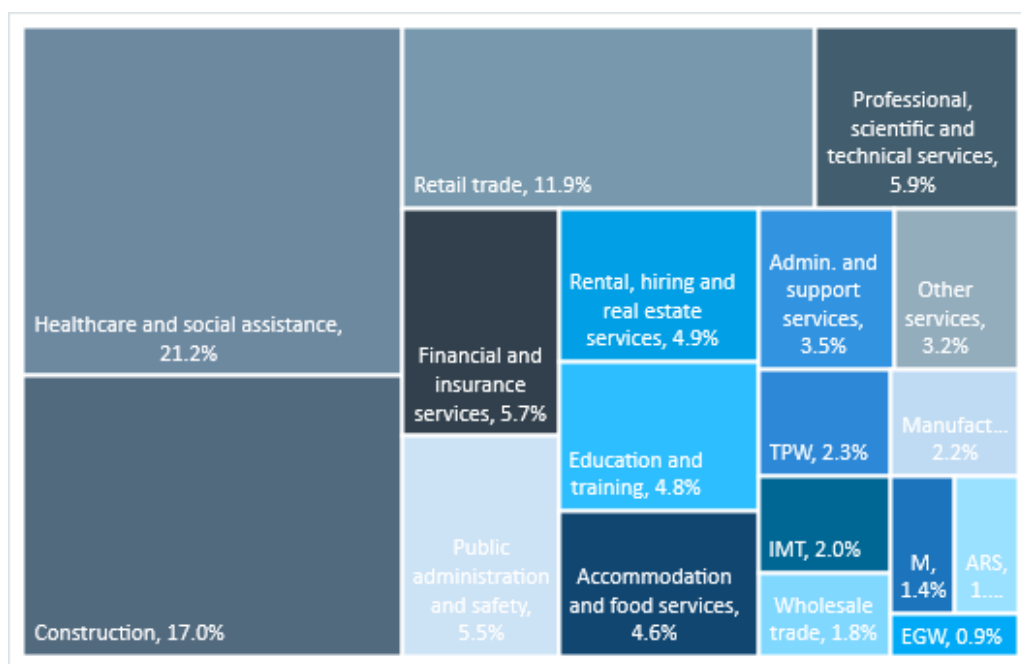 Healthcare and social assistance,
21.2%
Construction, 17.0%
Retail trade, 11.9%
Professional,
scientific and
technical services,
5.9%
Financial and
insurance
services, 5.7%
Public
administration
and safety,
5.5%
Rental, hiring and
real estate
services, 4.9%
Education and
training, 4.8%
Accommodation
and food services,
4.6%
Admin. and
support
services,
3.5%
Other
services,
3.2%
TPW, 2.3%
Manufact...
2.2%
IMT, 2.0%
Wholesale
trade, 1.8%
M,
1.4%
ARS,
1....
EGW, 0.9%